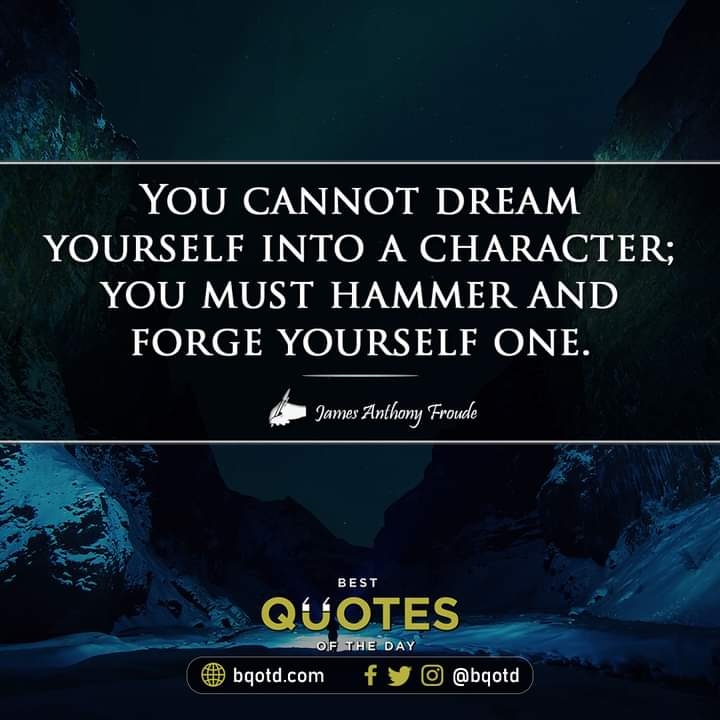 You cannot dream
yourself into a character;
you must hammer and
forge yourself one.
James Anthony Froude
BEST
QUOTES
OF THE DAY
bqotd.com @bqotd